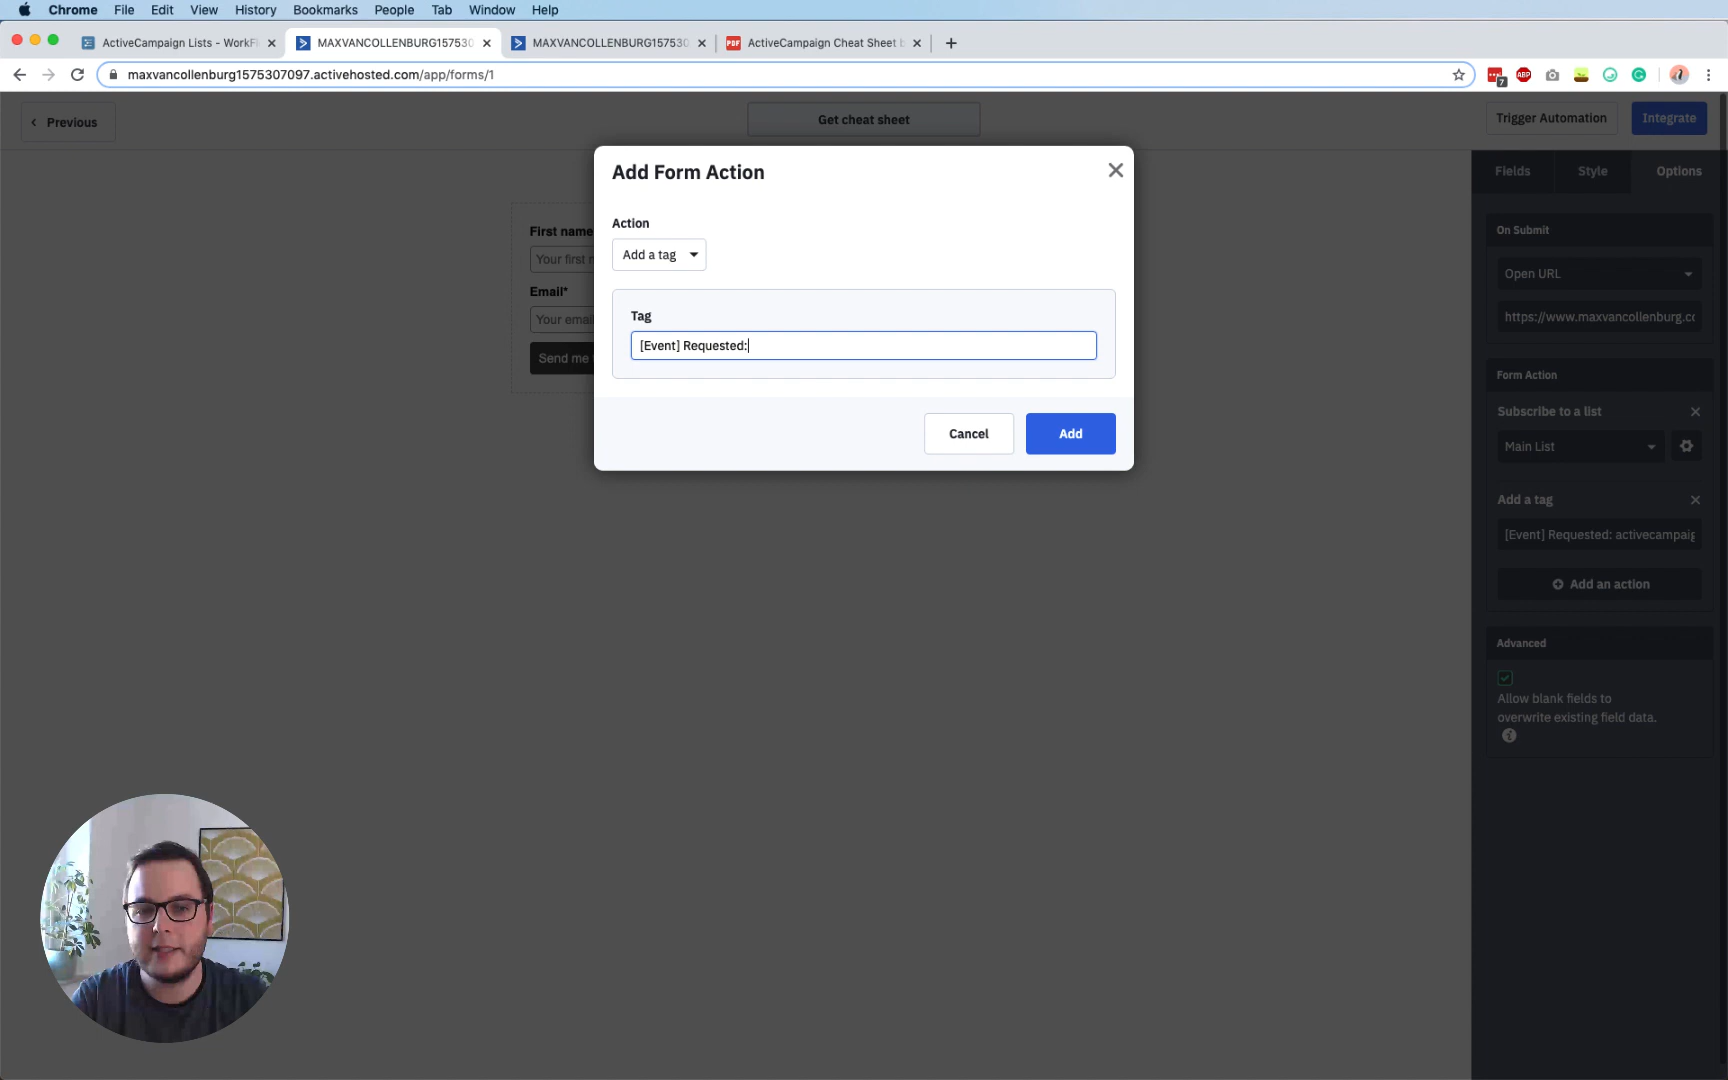 Chrome File Edit View History Bookmarks People Tab Window Help
ActiveCampaign Lists - WorkFl
MAXVANCOLLENBURG157530
MAXVANCOLLENBURG157530
PDF ActiveCampaign Cheat Sheet b
maxvancollenburg1575307097.activehosted.com/app/forms/1
7
ABP
Previous
Get cheat sheet
Trigger Automation
Integrate
Add Form Action
Action
Add a tag
Tag
[Event] Requested:
Cancel
Add
First name
Your first n
Email*
Your email
Send me
Fields
Style
Options
On Submit
Open URL
https://www.maxvancollenburg.co
Form Action
Subscribe to a list
Main List
Add a tag
[Event] Requested: activecampaig
Add an action
Advanced
Allow blank fields to
overwrite existing field data.